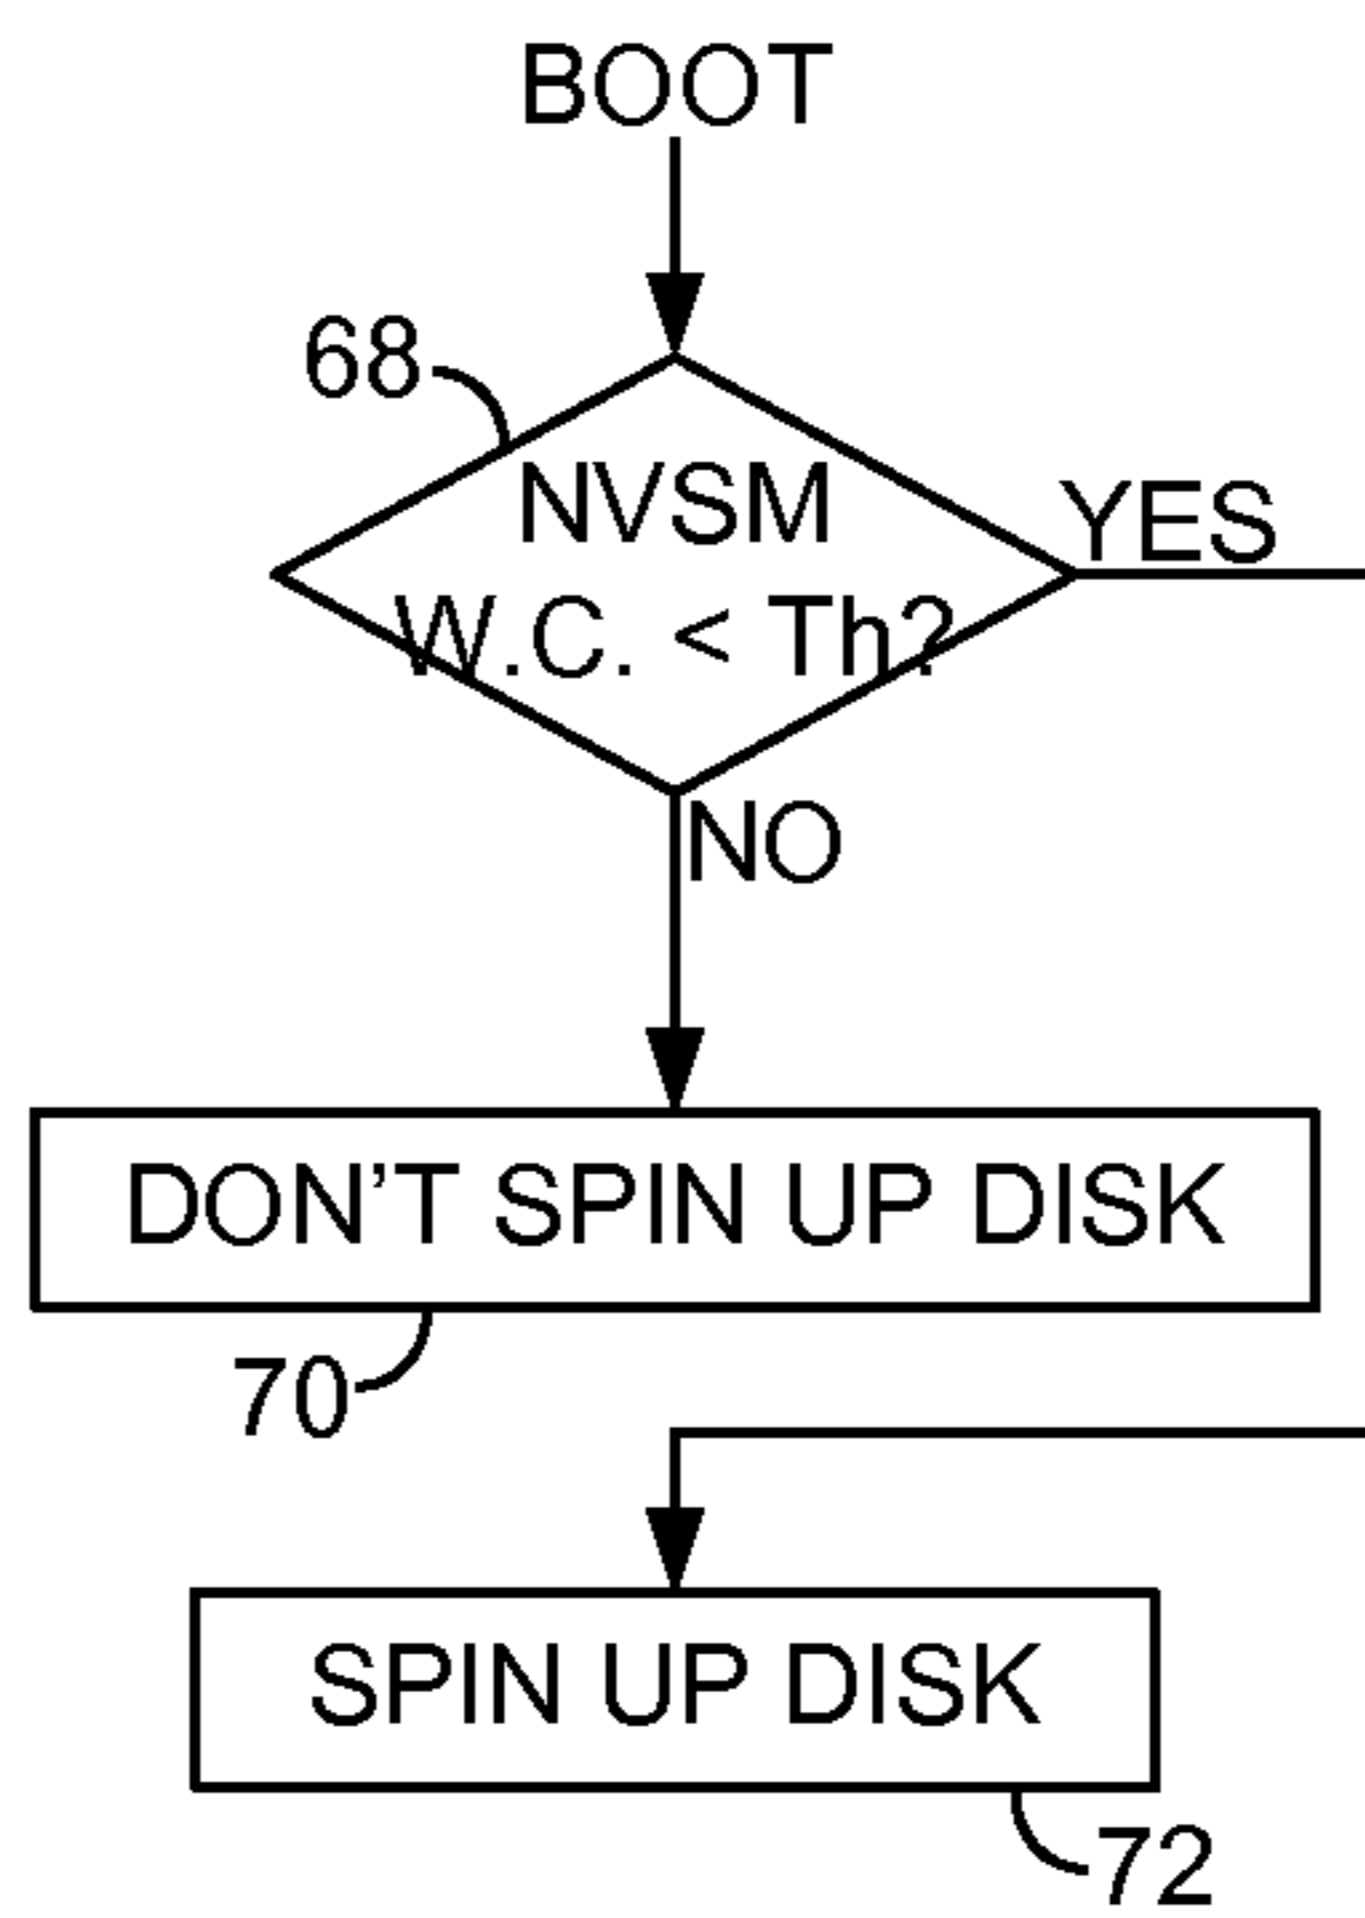 BOOT
68
NVSM
YES
W.C. < Th?
NO
DON'T SPIN UP DISK
70
SPIN UP DISK
72